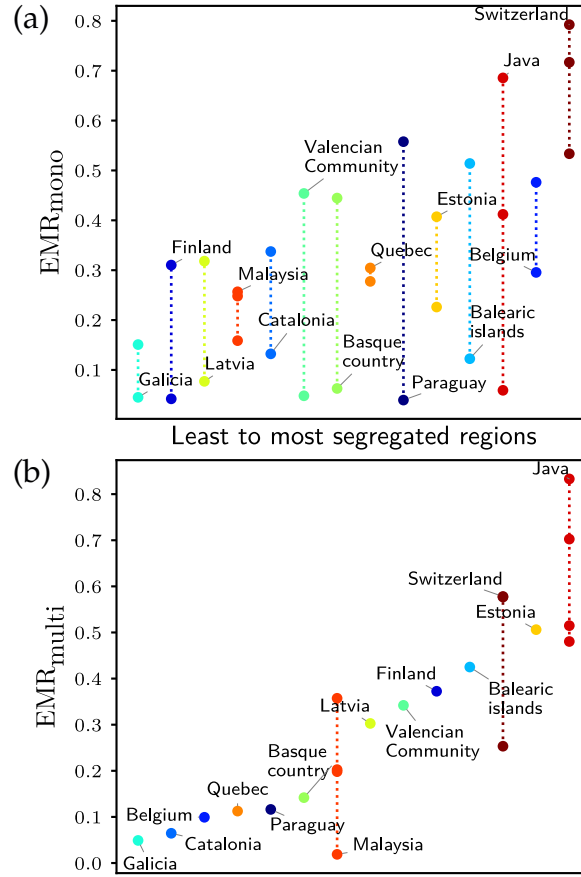 (a)
Switzerland
0.8
Java
0.7
0.6
Valencian
Community
0.5
EMRmono
Estonia
0.4
Finland
Malaysia
Quebec
Belgium
0.3
Catalonia
Balearic
islands
0.2
Basque
country
Latvia
Galicia
Paraguay
0.1
Least to most segregated regions
(b)
Java
0.8
0.7
Switzerland
0.6
Estonia
0.5
EMRmulti
Finland
0.4
Balearic
islands
Latvia
Valencian
Community
0.3
Basque
country
0.2
Quebec
Belgium
Paraguay
0.1
Catalonia
Malaysia
Galicia
0.0